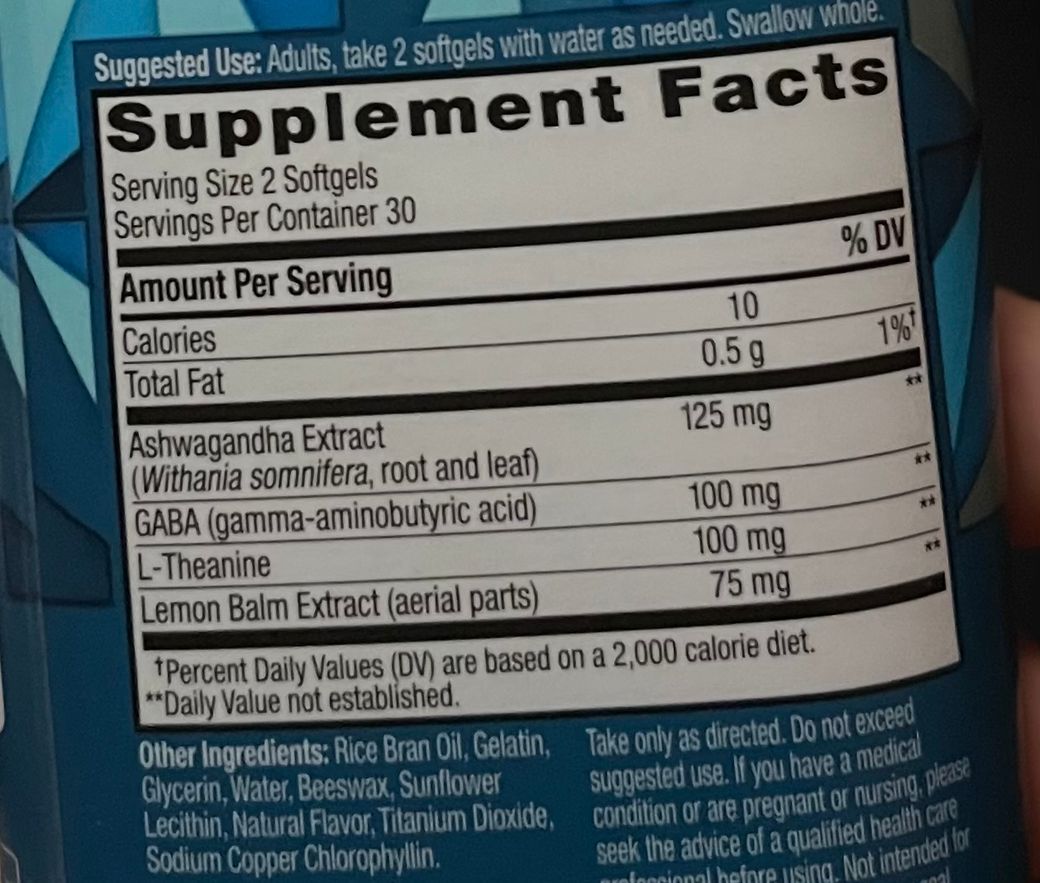 Suggested Use: Adults, take 2 softgels with water as needed. Swallow whole.
Supplement Facts
Serving Size 2 Softgels
Servings Per Container 30
% DV
Amount Per Serving
Calories 10
Total Fat 0.5 g 1%†
Ashwagandha Extract 125 mg **
(Withania somnifera, root and leaf)
GABA (gamma-aminobutyric acid) 100 mg **
L-Theanine 100 mg **
Lemon Balm Extract (aerial parts) 75 mg **
†Percent Daily Values (DV) are based on a 2,000 calorie diet.
**Daily Value not established.
Other Ingredients: Rice Bran Oil, Gelatin,
Glycerin, Water, Beeswax, Sunflower
Lecithin, Natural Flavor, Titanium Dioxide,
Sodium Copper Chlorophyllin.
Take only as directed. Do not exceed
suggested use. If you have a medical
condition or are pregnant or nursing, please
seek the advice of a qualified health care
professional before using. Not intended for